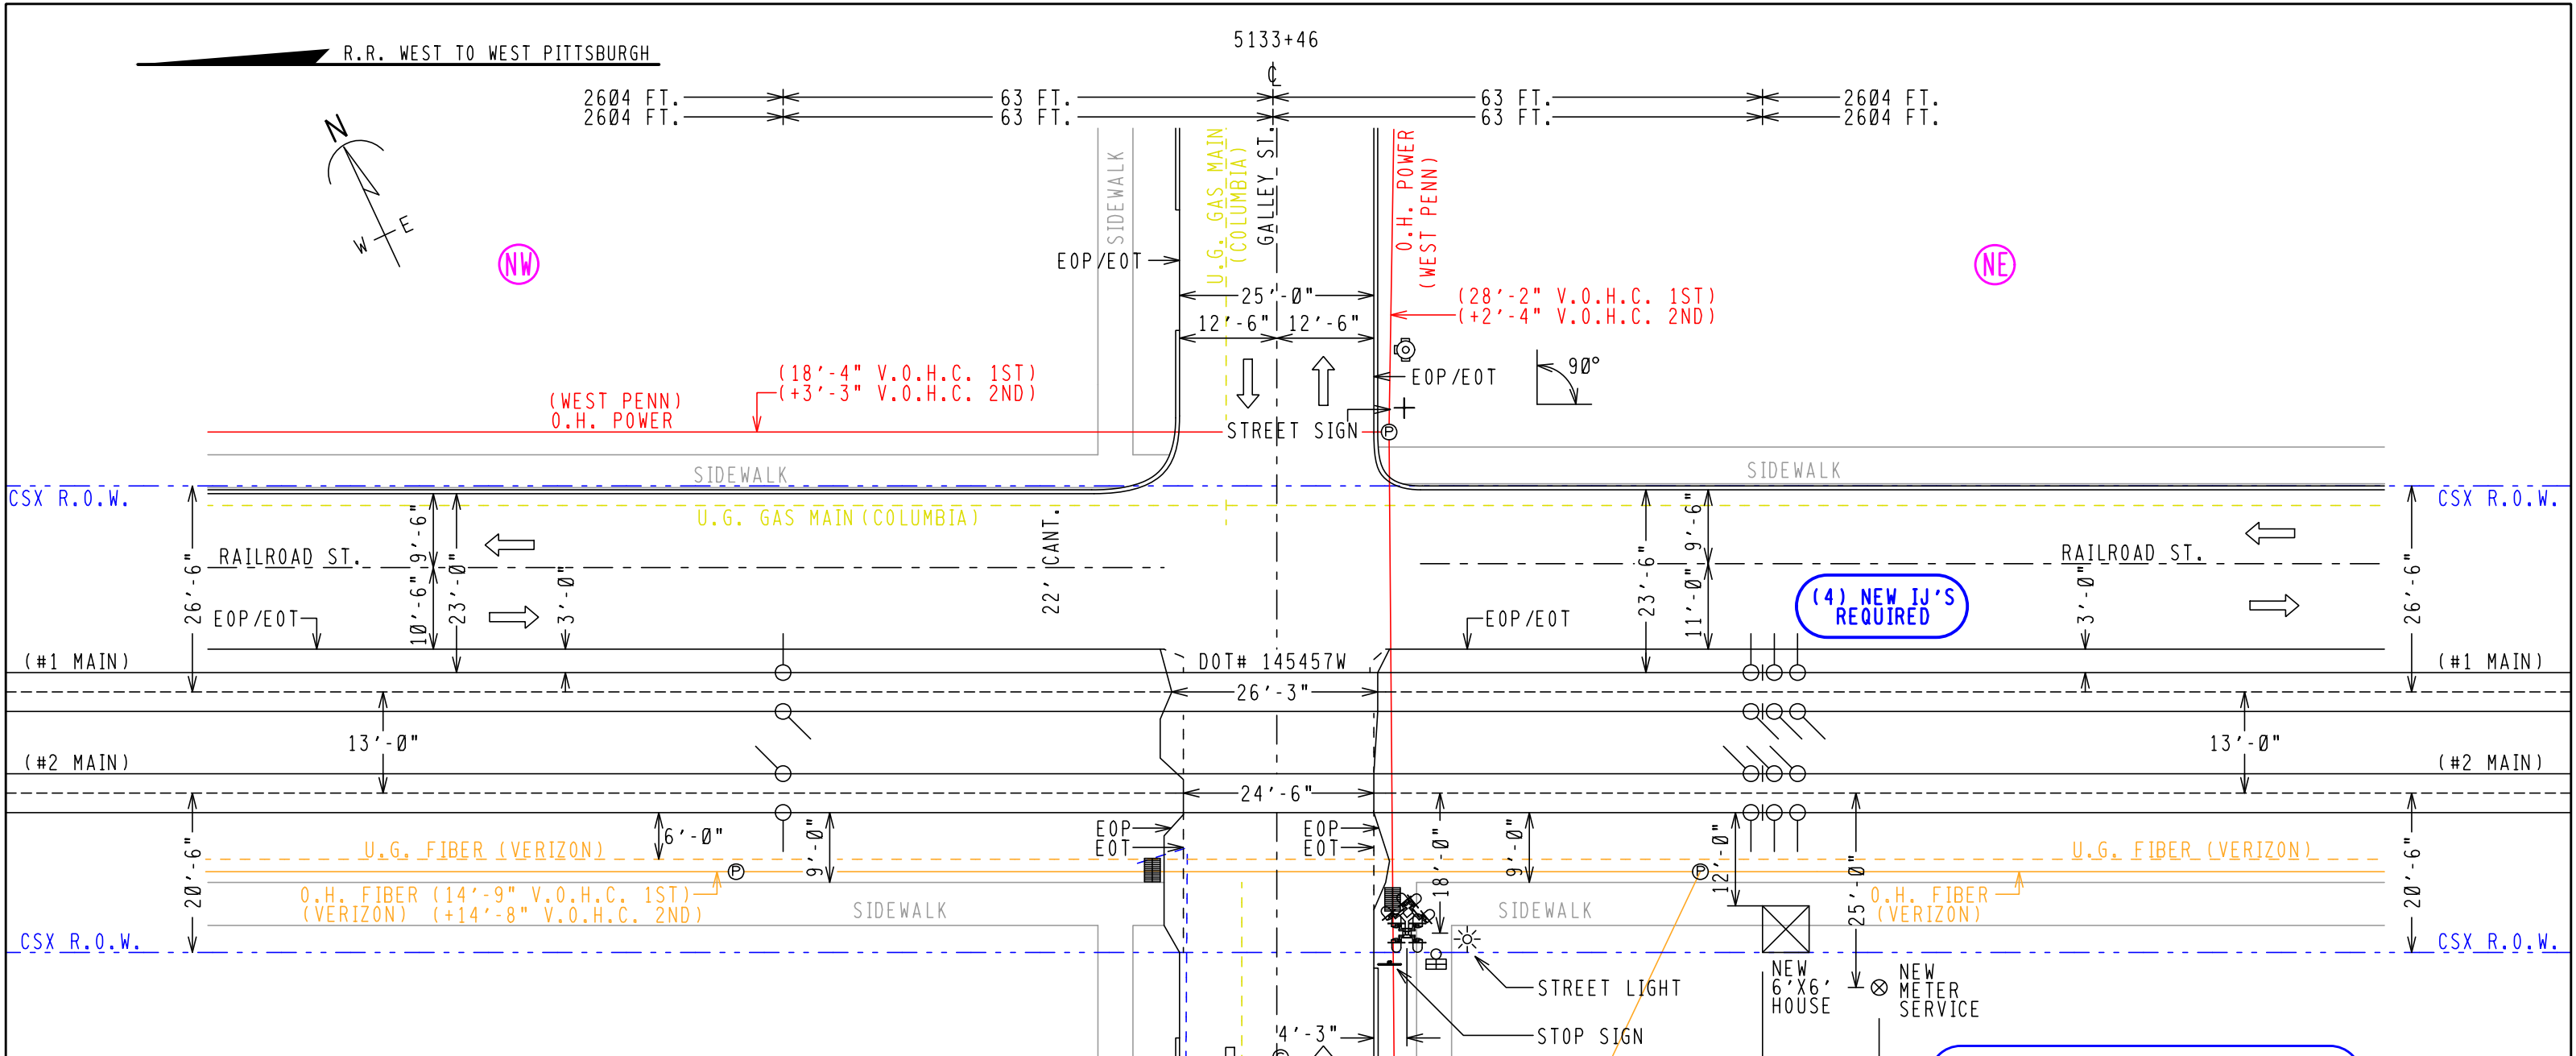 5133+46
R.R. WEST TO WEST PITTSBURGH
CL
2604 FT. 63 FT. 63 FT. 2604 FT.
2604 FT. 63 FT. 63 FT. 2604 FT.
N
W E
NW
NE
SIDEWALK
EOP/EOT
U.G. GAS MAIN
(COLUMBIA)
GALLEY ST.
O.H. POWER
(WEST PENN)
25'-0"
12'-6" 12'-6"
(28'-2" V.O.H.C. 1ST)
(+2'-4" V.O.H.C. 2ND)
90°
EOP/EOT
(18'-4" V.O.H.C. 1ST)
(+3'-3" V.O.H.C. 2ND)
(WEST PENN)
O.H. POWER
STREET SIGN
P
SIDEWALK
SIDEWALK
CSX R.O.W.
CSX R.O.W.
U.G. GAS MAIN (COLUMBIA)
22' CANT.
26'-6"
10'-6" 9'-6"
23'-0"
3'-0"
RAILROAD ST.
EOP/EOT
23'-6"
11'-0" 9'-6"
RAILROAD ST.
3'-0"
26'-6"
(4) NEW IJ'S
REQUIRED
EOP/EOT
(#1 MAIN)
DOT# 145457W
(#1 MAIN)
26'-3"
13'-0"
13'-0"
(#2 MAIN)
(#2 MAIN)
24'-6"
6'-0"
9'-0"
EOP
EOT
EOP
EOT
18'-0"
9'-0"
12'-0"
25'-0"
20'-6"
20'-6"
U.G. FIBER (VERIZON)
U.G. FIBER (VERIZON)
P
P
O.H. FIBER (14'-9" V.O.H.C. 1ST)
(VERIZON) (+14'-8" V.O.H.C. 2ND)
O.H. FIBER
(VERIZON)
SIDEWALK
SIDEWALK
CSX R.O.W.
CSX R.O.W.
NEW
6'X6'
HOUSE
NEW
METER
SERVICE
STREET LIGHT
STOP SIGN
4'-3"